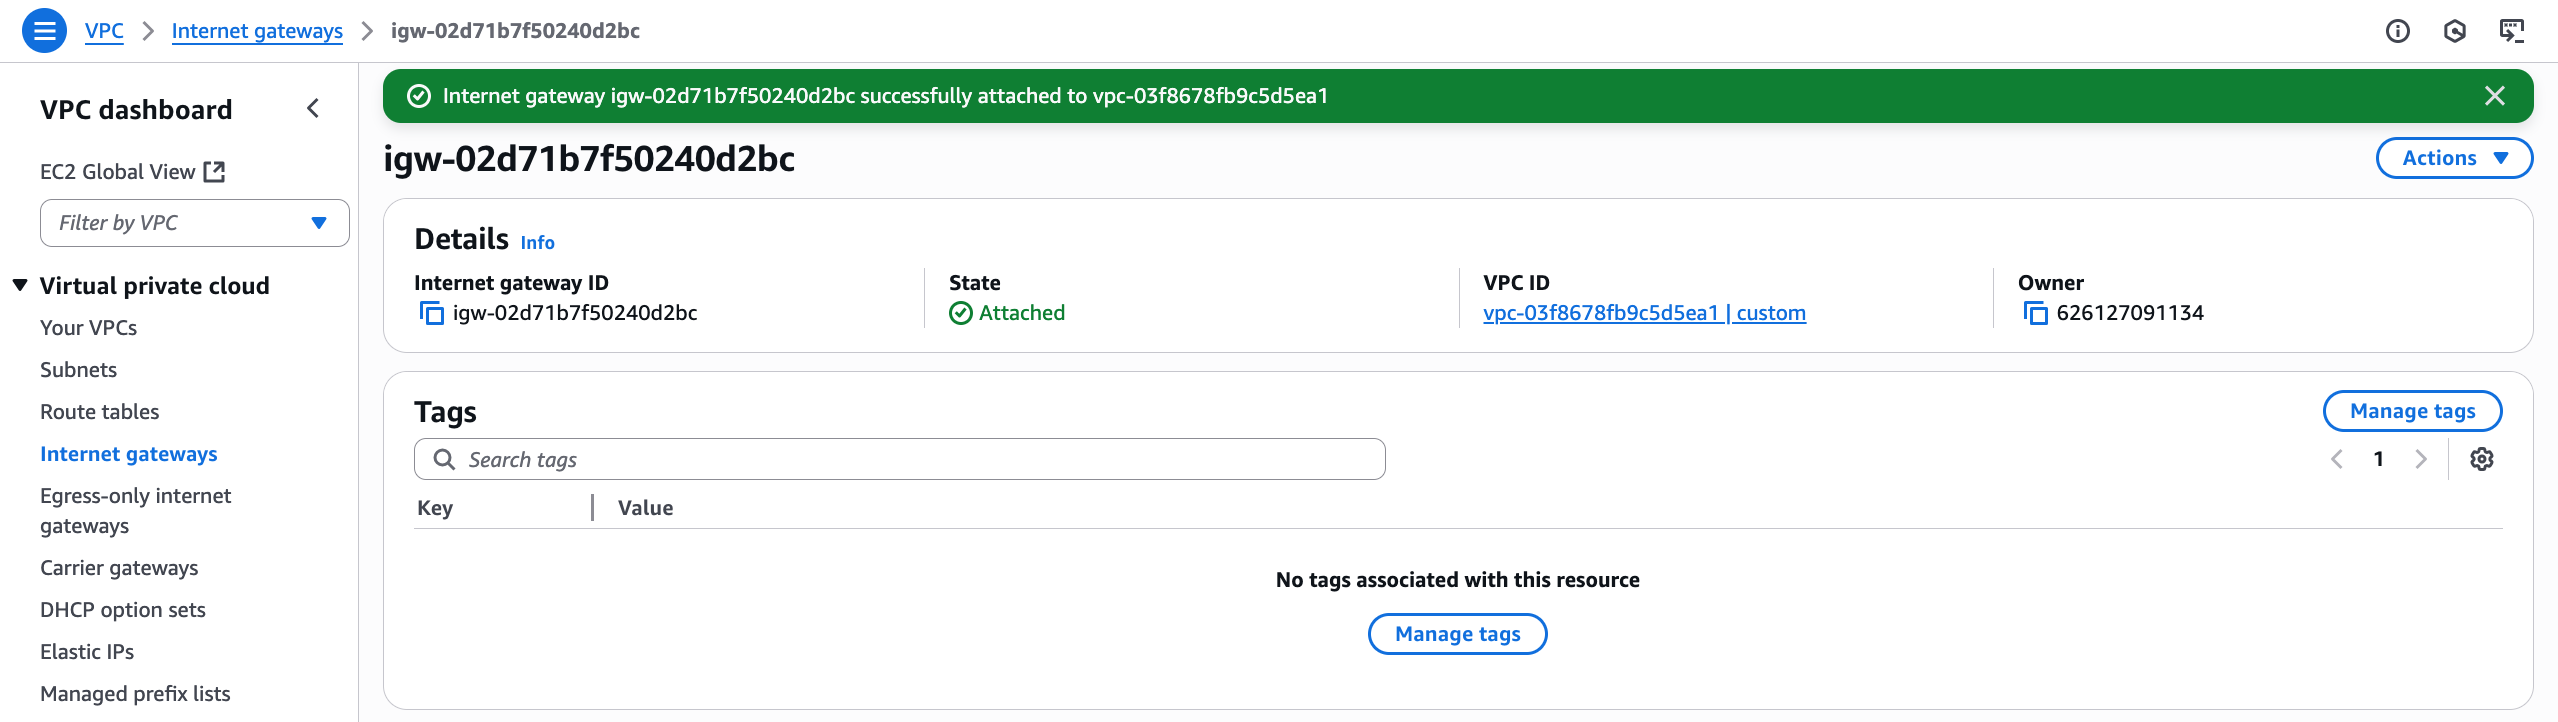 VPC > Internet gateways > igw-02d71b7f50240d2bc
VPC dashboard
EC2 Global View
Filter by VPC
Virtual private cloud
Your VPCs
Subnets
Route tables
Internet gateways
Egress-only internet
gateways
Carrier gateways
DHCP option sets
Elastic IPs
Managed prefix lists
Internet gateway igw-02d71b7f50240d2bc successfully attached to vpc-03f8678fb9c5d5ea1
igw-02d71b7f50240d2bc
Actions
Details Info
Internet gateway ID
igw-02d71b7f50240d2bc
State
Attached
VPC ID
vpc-03f8678fb9c5d5ea1 | custom
Owner
626127091134
Tags
Manage tags
Search tags
1
Key Value
No tags associated with this resource
Manage tags